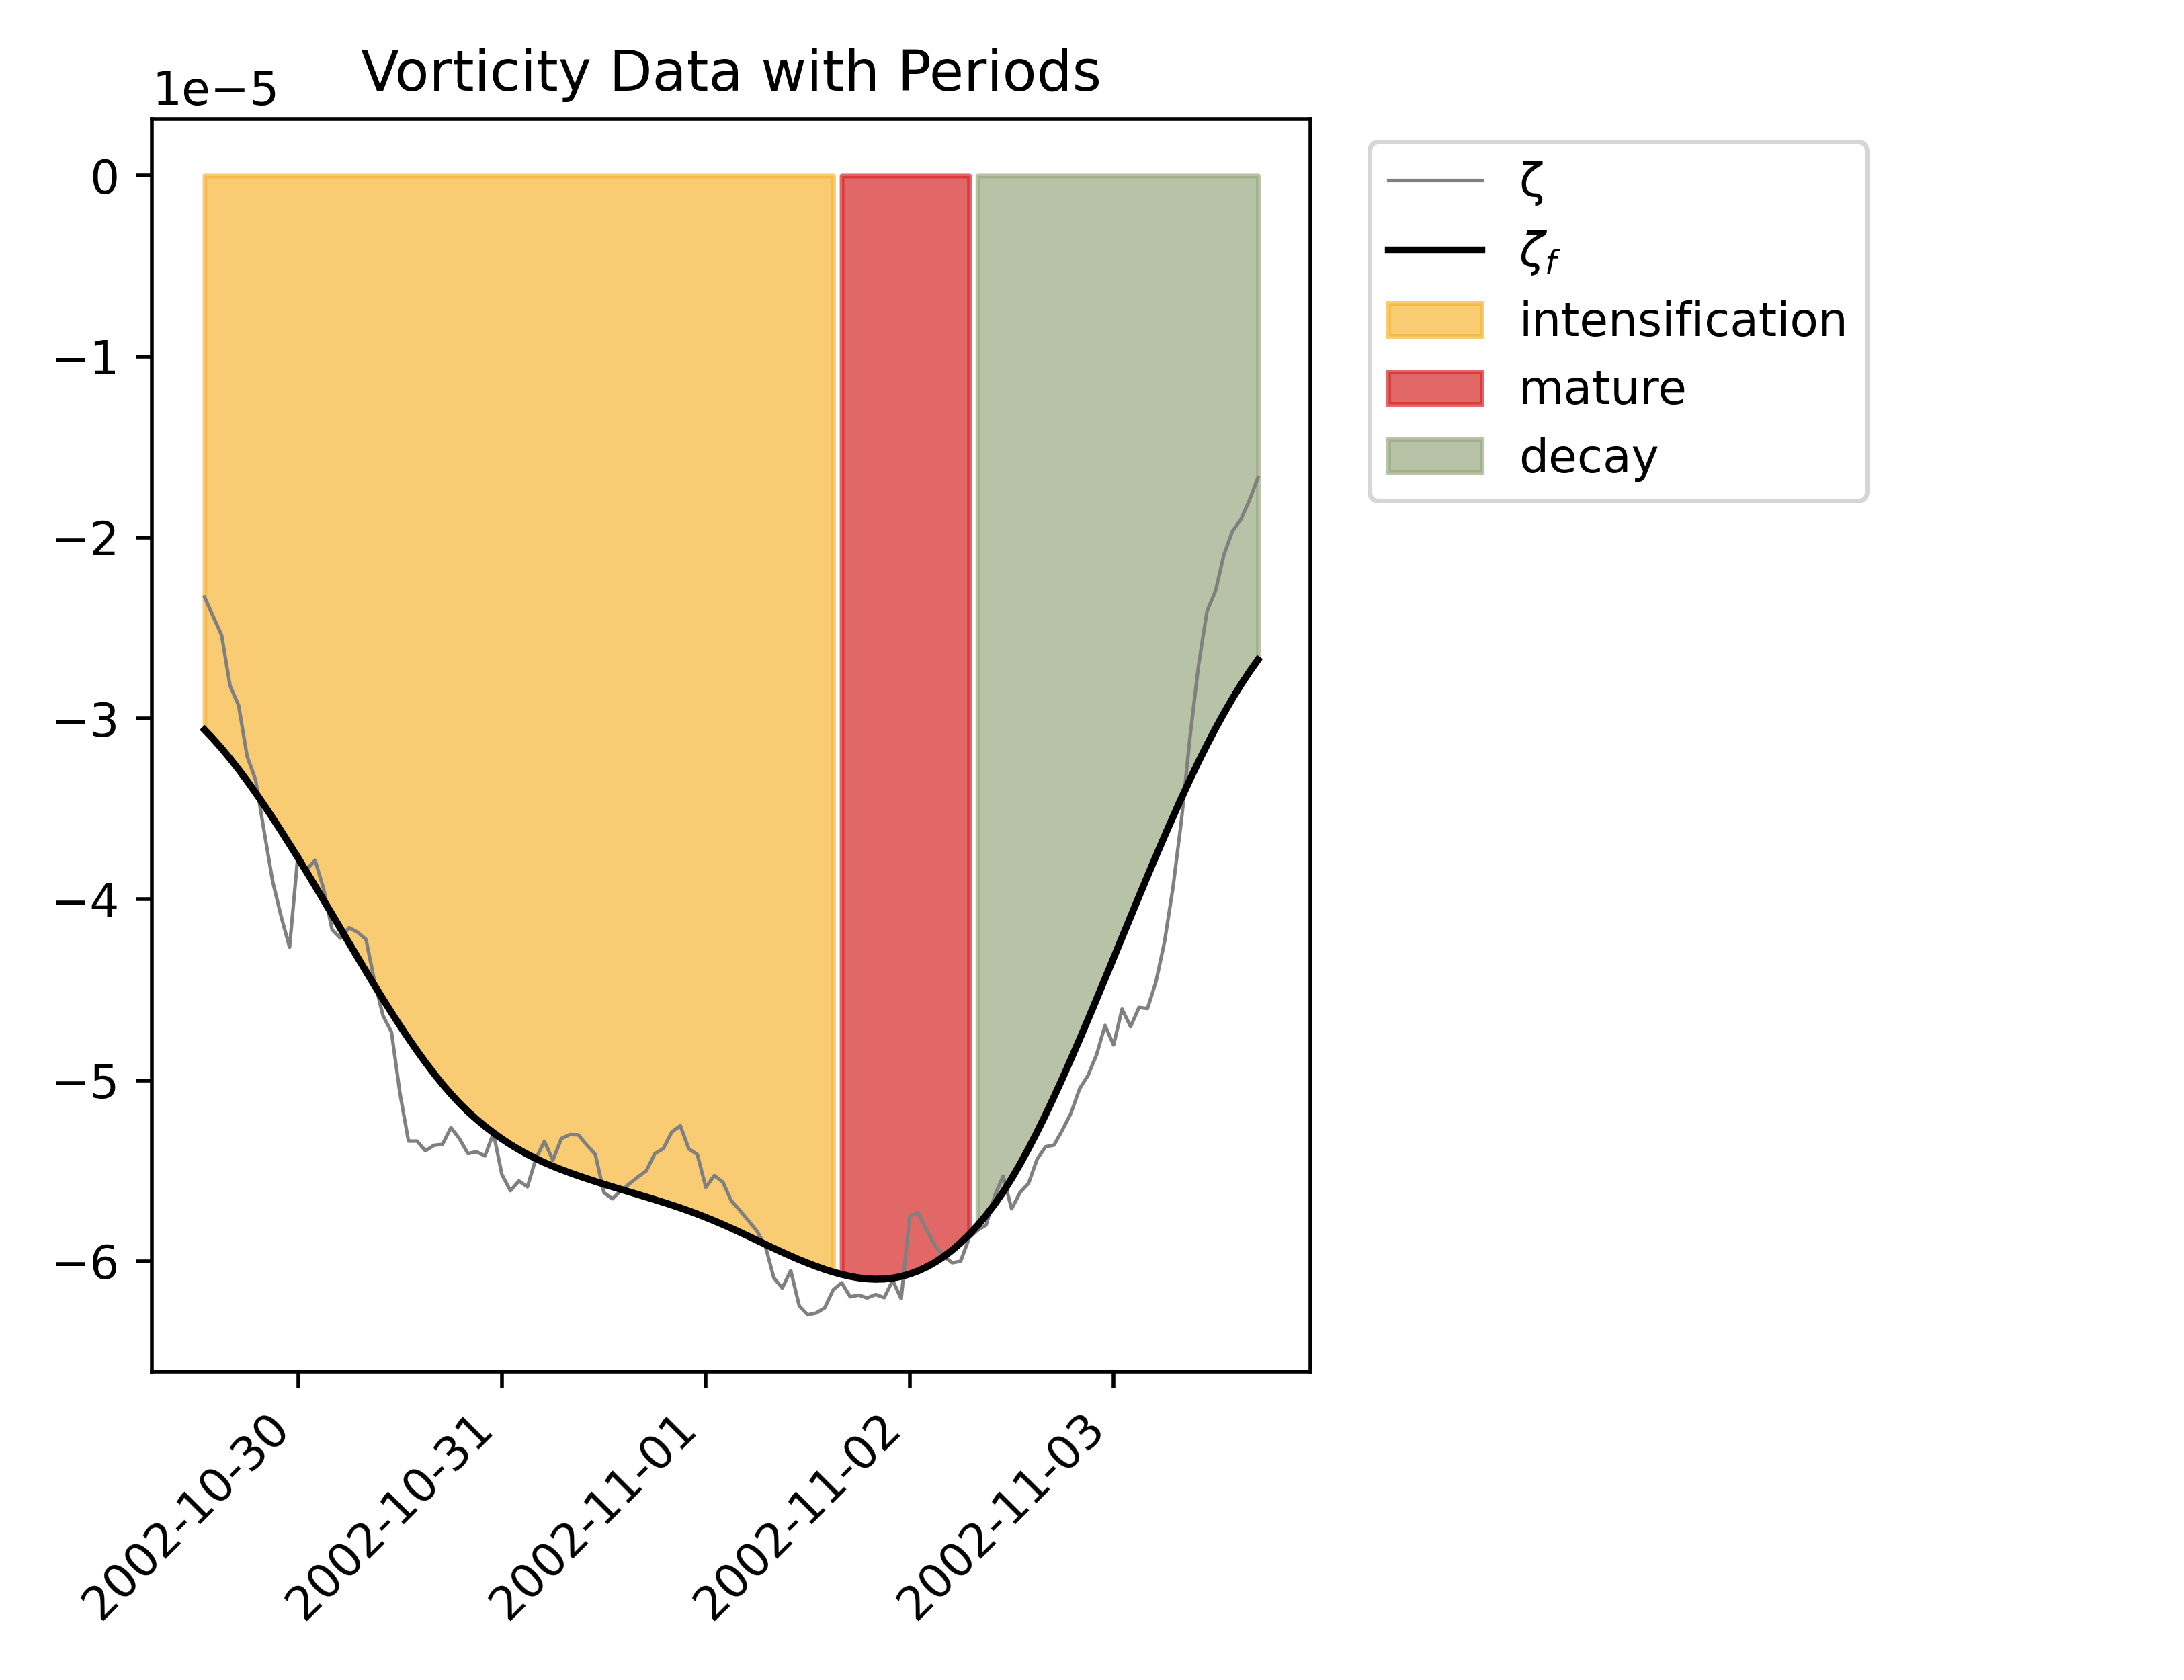 Vorticity Data with Periods
1e−5
0
−1
−2
−3
−4
−5
−6
2002-10-30
2002-10-31
2002-11-01
2002-11-02
2002-11-03
ζ
ζf
intensification
mature
decay